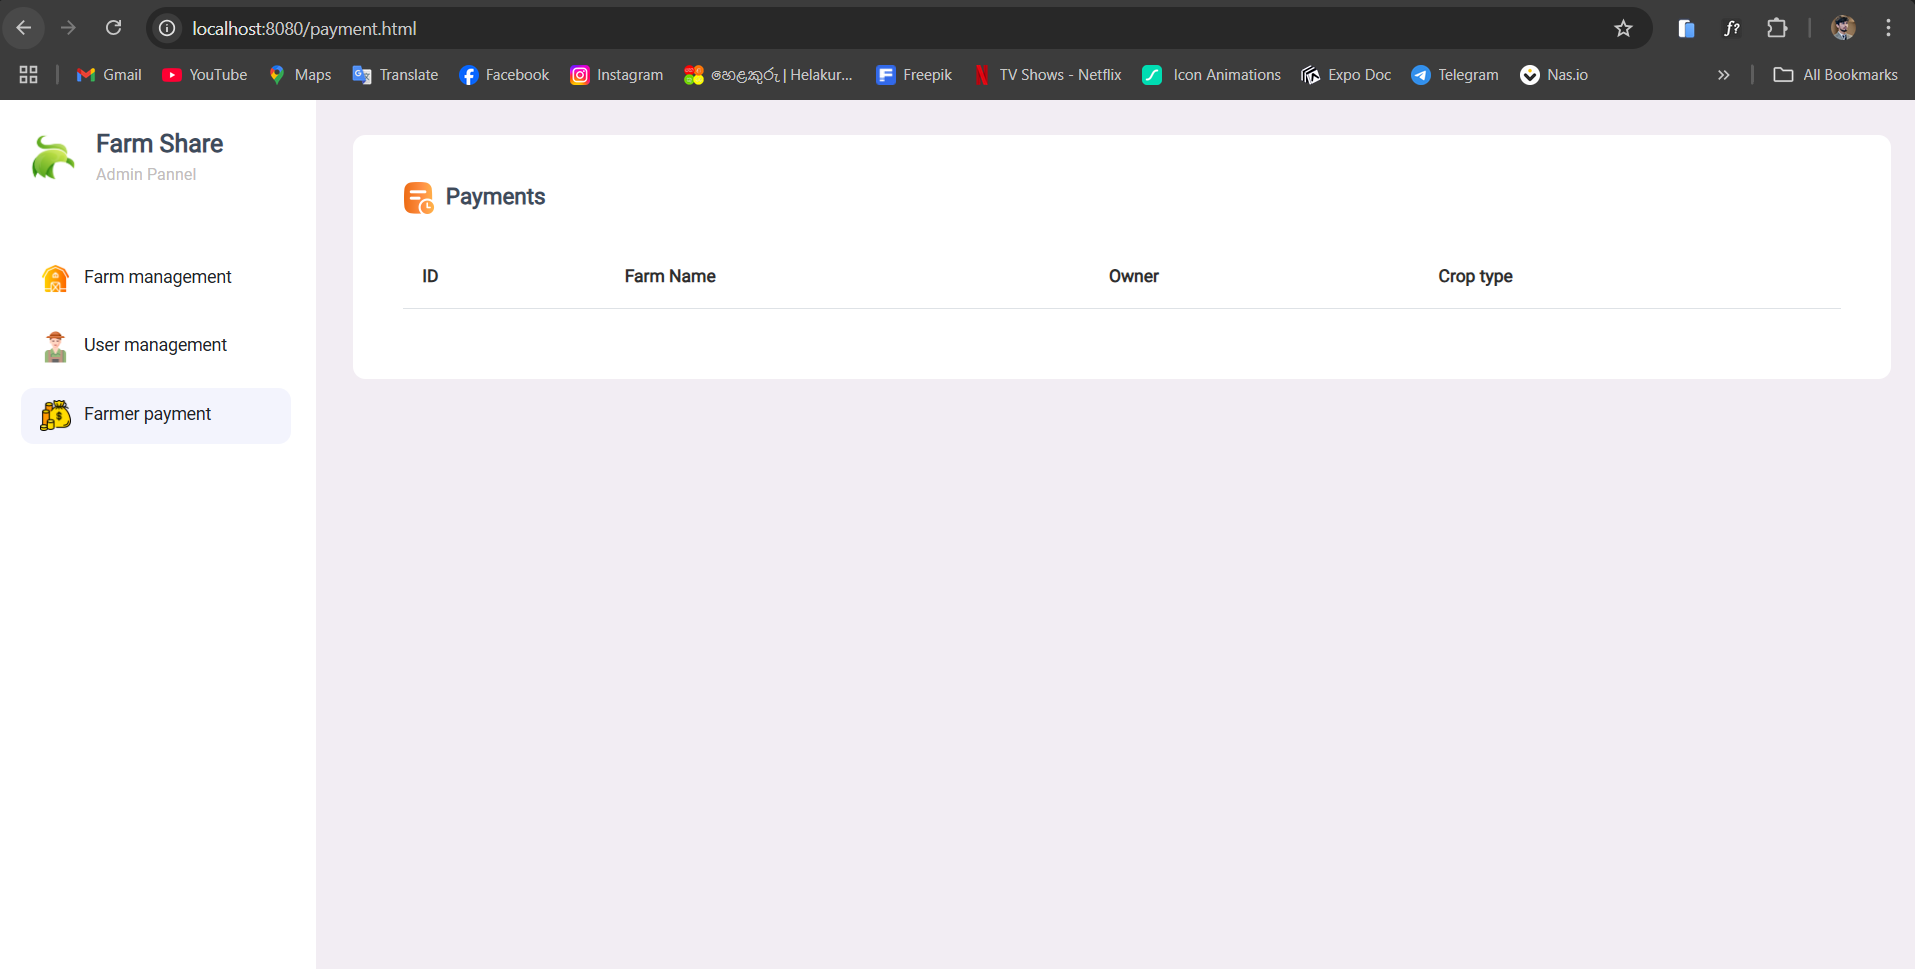 localhost:8080/payment.html
Gmail YouTube Maps Translate Facebook Instagram හෙළකුරු | Helakur... Freepik TV Shows - Netflix Icon Animations Expo Doc Telegram Nas.io » All Bookmarks
Farm Share
Admin Pannel
Farm management
User management
Farmer payment
Payments
ID Farm Name Owner Crop type